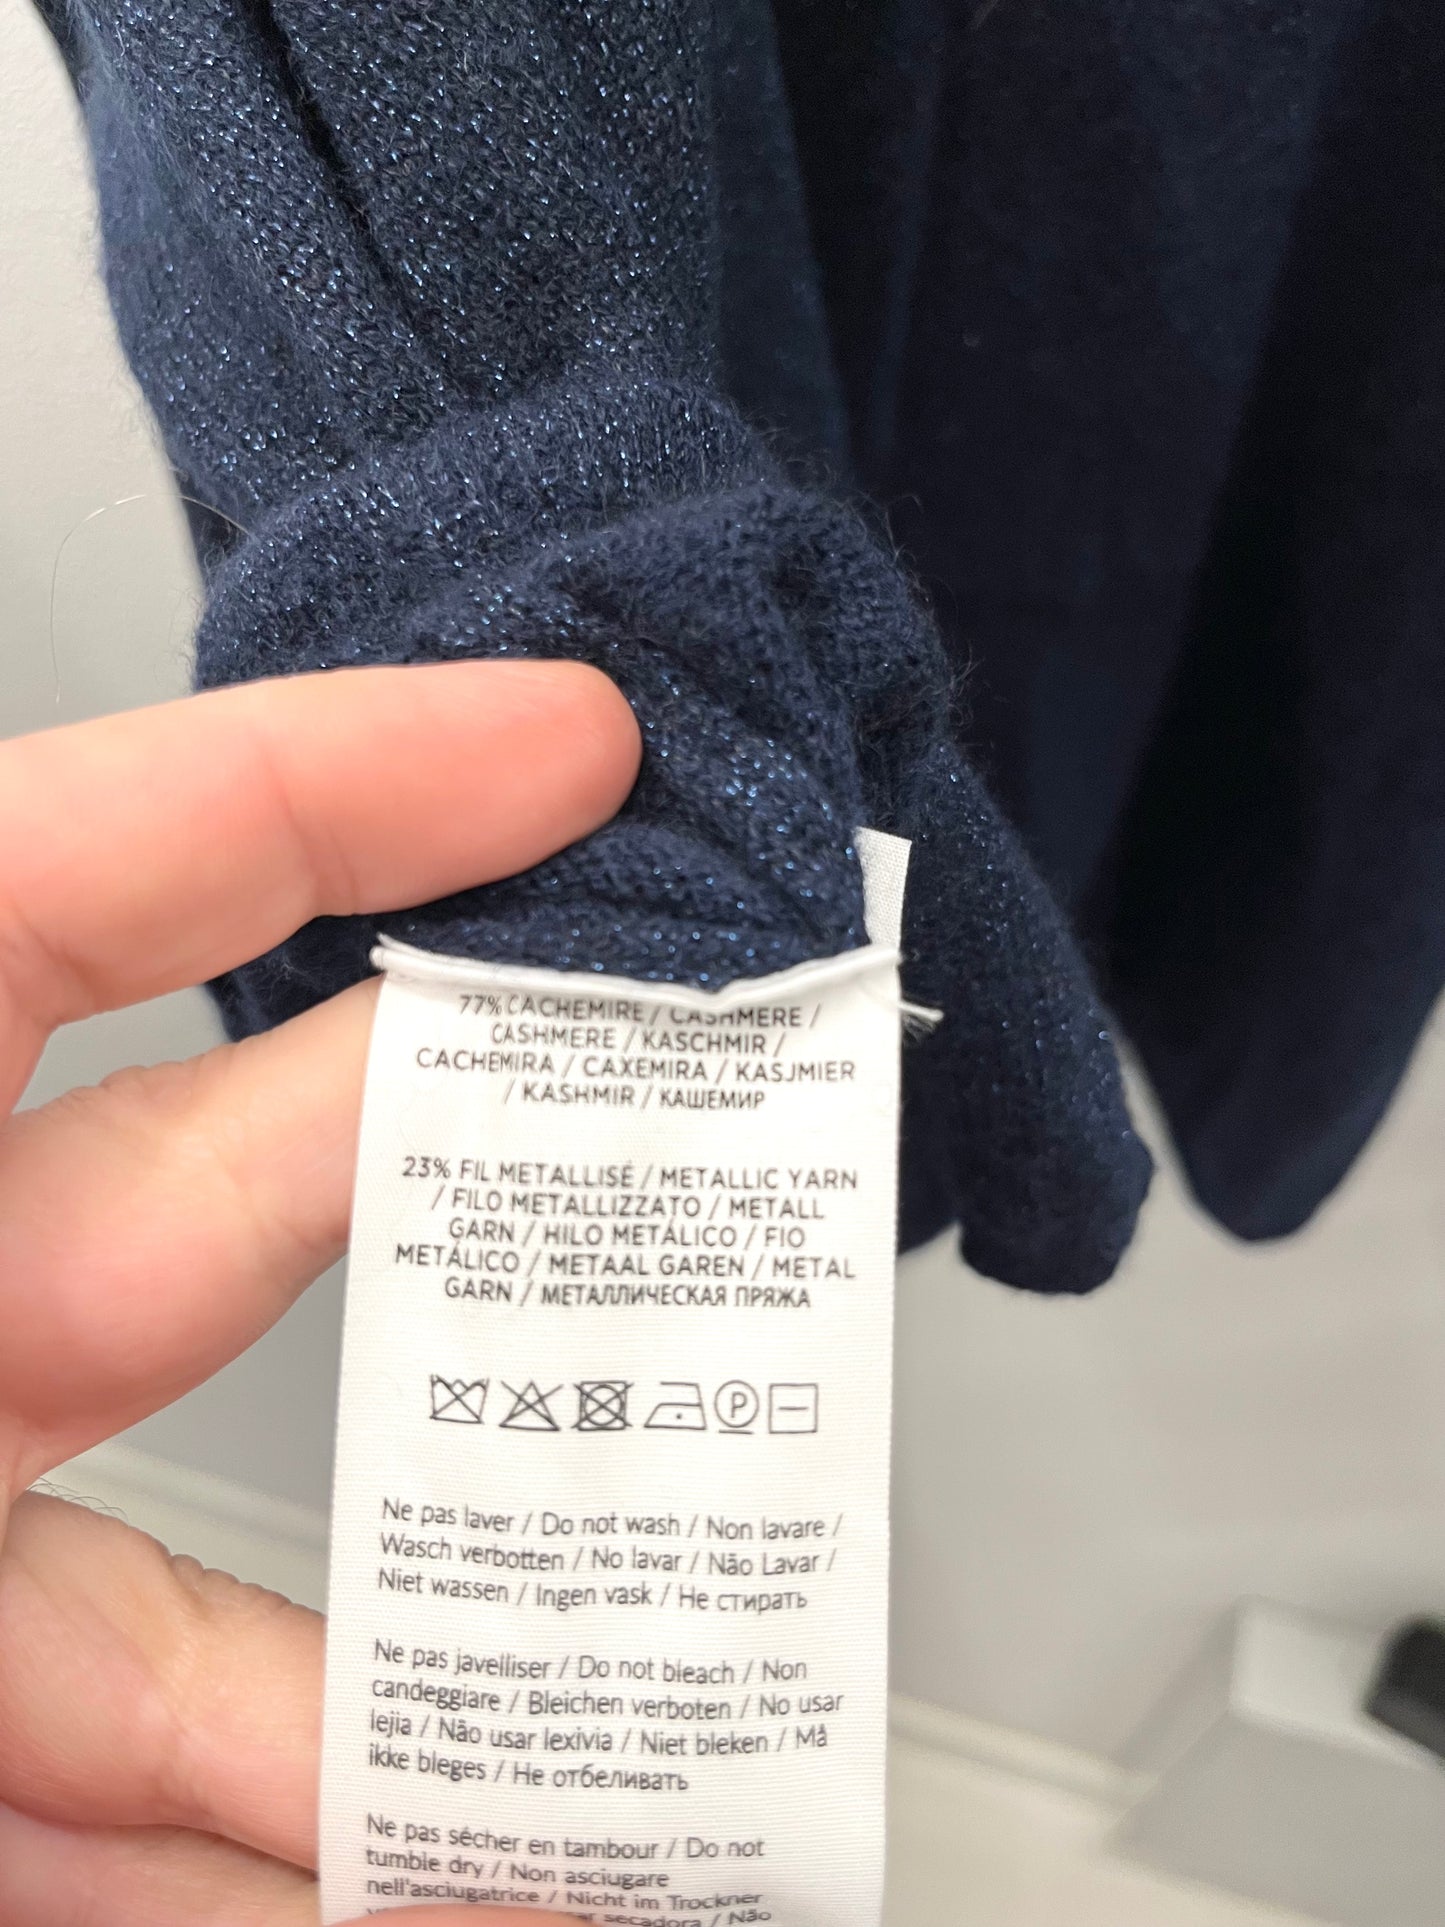 77% CACHEMIRE / CASHMERE /
CASHMERE / KASCHMIR /
CACHEMIRA / CAXEMIRA / KASJMIER
/ KASHMIR / КАШЕМИР
23% FIL METALLISÉ / METALLIC YARN
/ FILO METALLIZZATO / METALL
GARN / HILO METÁLICO / FIO
METÁLICO / METAAL GAREN / METAL
GARN / МЕТАЛЛИЧЕСКАЯ ПРЯЖА
P
Ne pas laver / Do not wash / Non lavare /
Wasch verbotten / No lavar / Não Lavar /
Niet wassen / Ingen vask / Не стирать
Ne pas javelliser / Do not bleach / Non
candeggiare / Bleichen verboten / No usar
lejia / Não usar lexivia / Niet bleken / Må
ikke bleges / Не отбеливать
Ne pas sécher en tambour / Do not
tumble dry / Non asciugare
nell'asciugatrice / Nicht im Trockner
secadora / Não